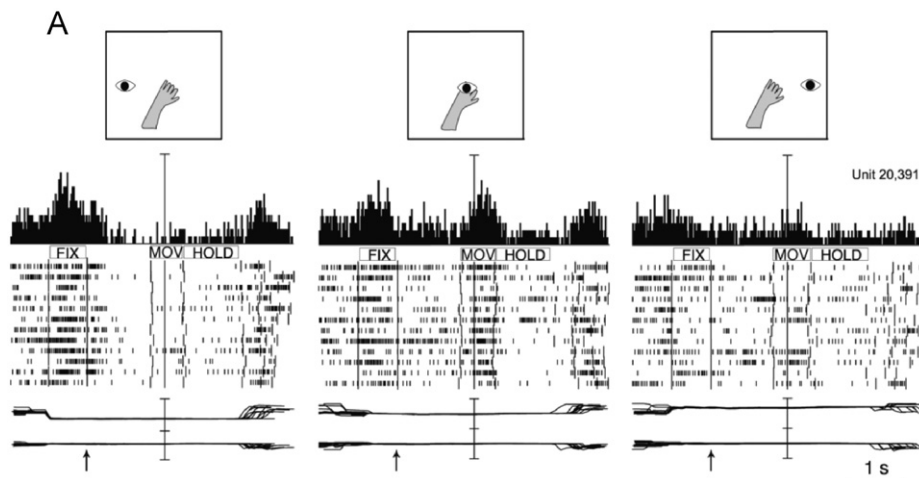 A
Unit 20,391
FIX MOV HOLD FIX MOV HOLD FIX MOV HOLD
1 s